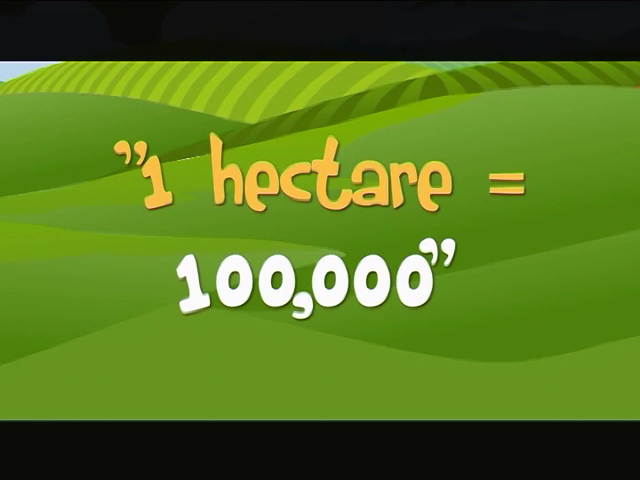 ”1 hectare =
100,000”